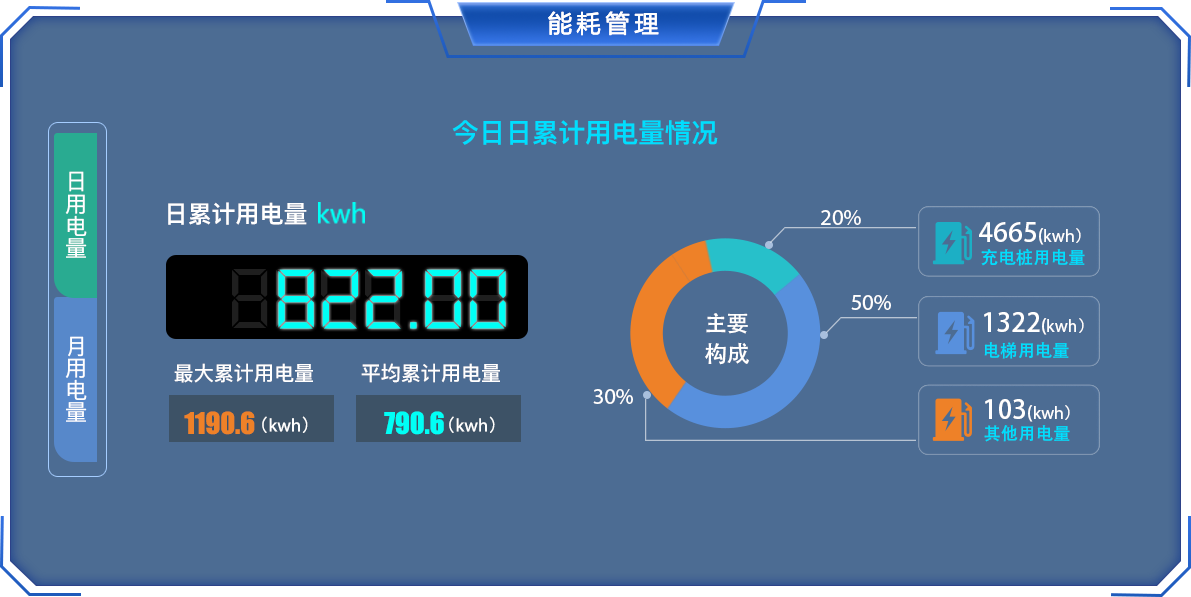 能耗管理
今日日累计用电量情况
日用电量
月用电量
日累计用电量 kwh
822.00
最大累计用电量
平均累计用电量
1190.6（kwh）
790.6（kwh）
20%
50%
30%
主要
构成
4665(kwh）
充电桩用电量
1322(kwh）
电梯用电量
103(kwh）
其他用电量